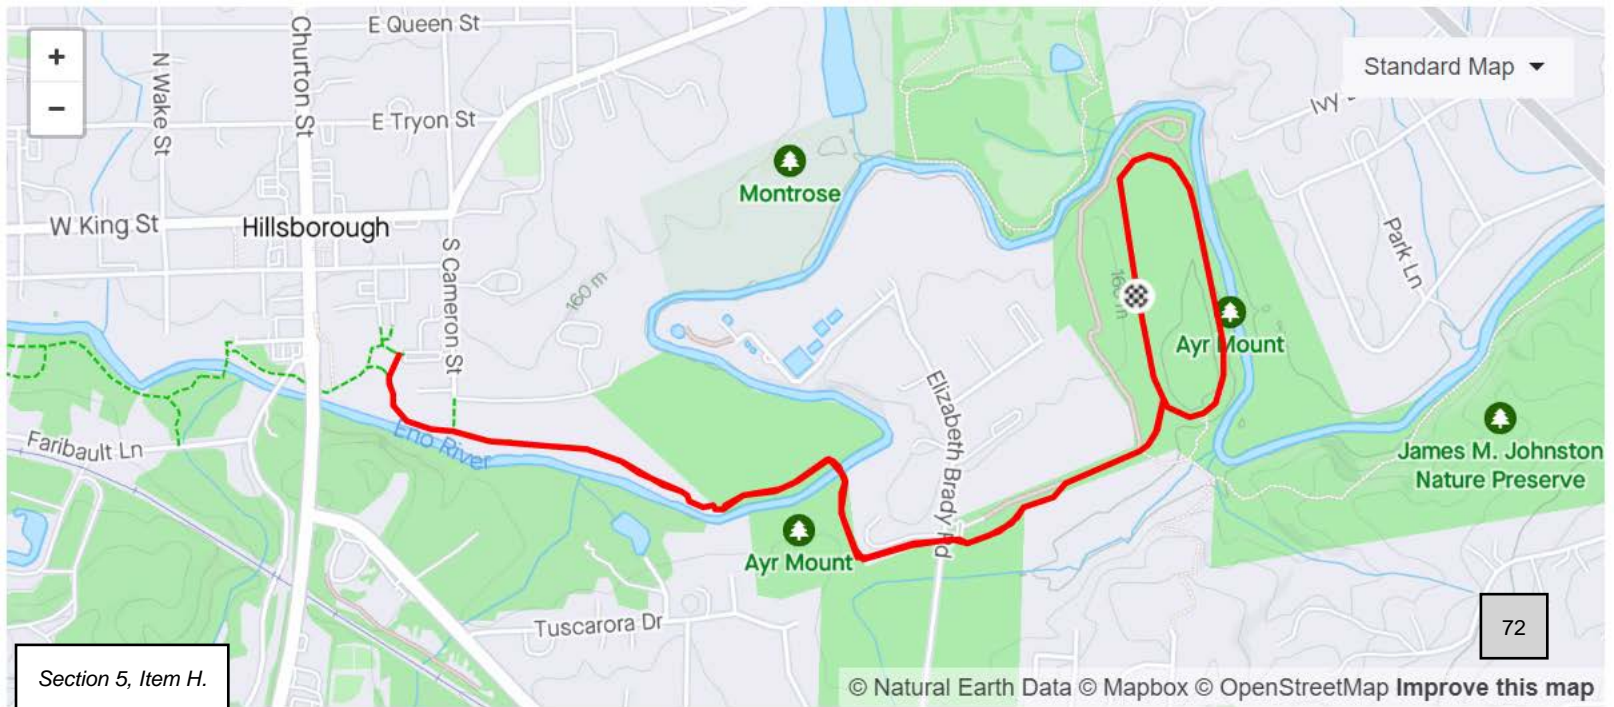 +
−
E Queen St
Churton St
N Wake St
E Tryon St
Standard Map
Ivy
Montrose
W King St
Hillsborough
S Cameron St
160 m
Park Ln
Ayr Mount
Elizabeth Brady Rd
Eno River
Faribault Ln
James M. Johnston
Nature Preserve
Ayr Mount
Tuscarora Dr
72
Section 5, Item H.
© Natural Earth Data © Mapbox © OpenStreetMap Improve this map